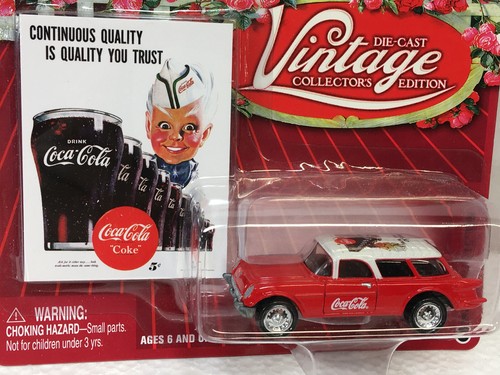 CONTINUOUS QUALITY
IS QUALITY YOU TRUST
Coca-Cola
DRINK
Coca-Cola
Coca-Cola
"Coke"
5¢
DIE-CAST
Vintage
COLLECTOR'S EDITION
Coca-Cola
WARNING:
CHOKING HAZARD—Small parts.
Not for children under 3 yrs.
AGES 6 AND